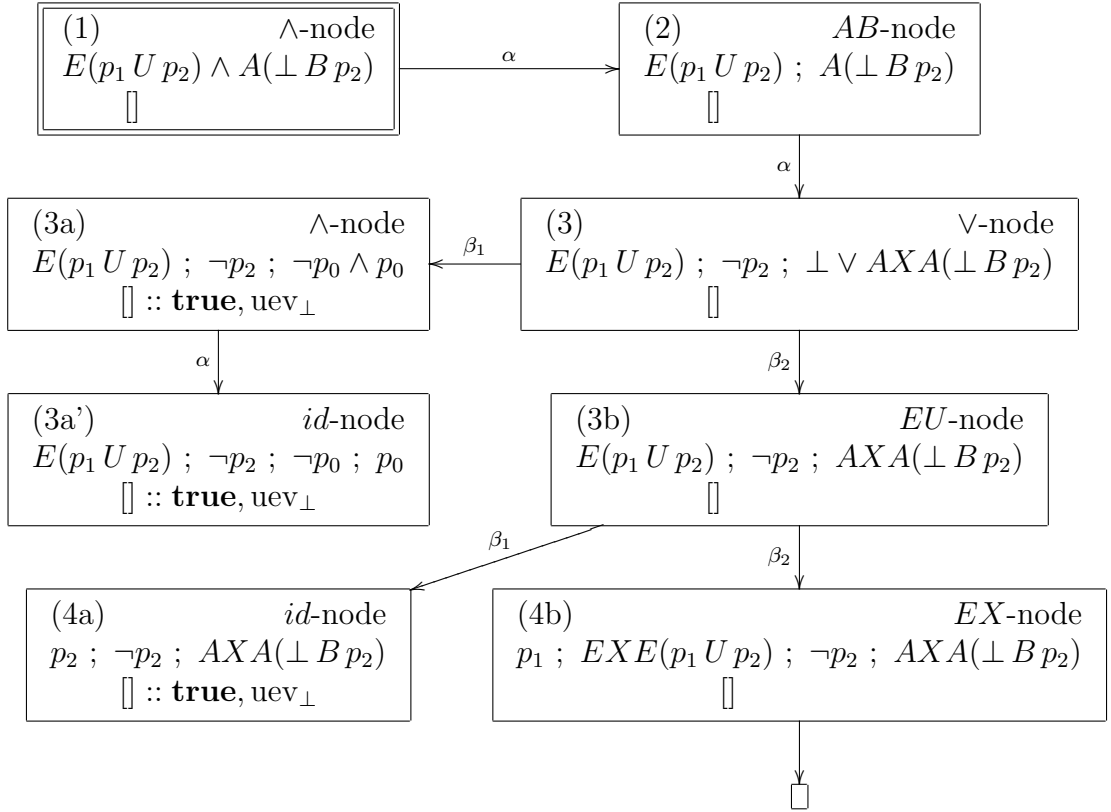 (1) ∧-node
E(p₁ U p₂) ∧ A(⊥ B p₂)
[]
α
(2) AB-node
E(p₁ U p₂) ; A(⊥ B p₂)
[]
α
(3a) ∧-node
E(p₁ U p₂) ; ¬p₂ ; ¬p₀ ∧ p₀
[] :: true, uev⊥
β₁
(3) ∨-node
E(p₁ U p₂) ; ¬p₂ ; ⊥ ∨ AXA(⊥ B p₂)
[]
α
β₂
(3a') id-node
E(p₁ U p₂) ; ¬p₂ ; ¬p₀ ; p₀
[] :: true, uev⊥
(3b) EU-node
E(p₁ U p₂) ; ¬p₂ ; AXA(⊥ B p₂)
[]
β₁
β₂
(4a) id-node
p₂ ; ¬p₂ ; AXA(⊥ B p₂)
[] :: true, uev⊥
(4b) EX-node
p₁ ; EXE(p₁ U p₂) ; ¬p₂ ; AXA(⊥ B p₂)
[]